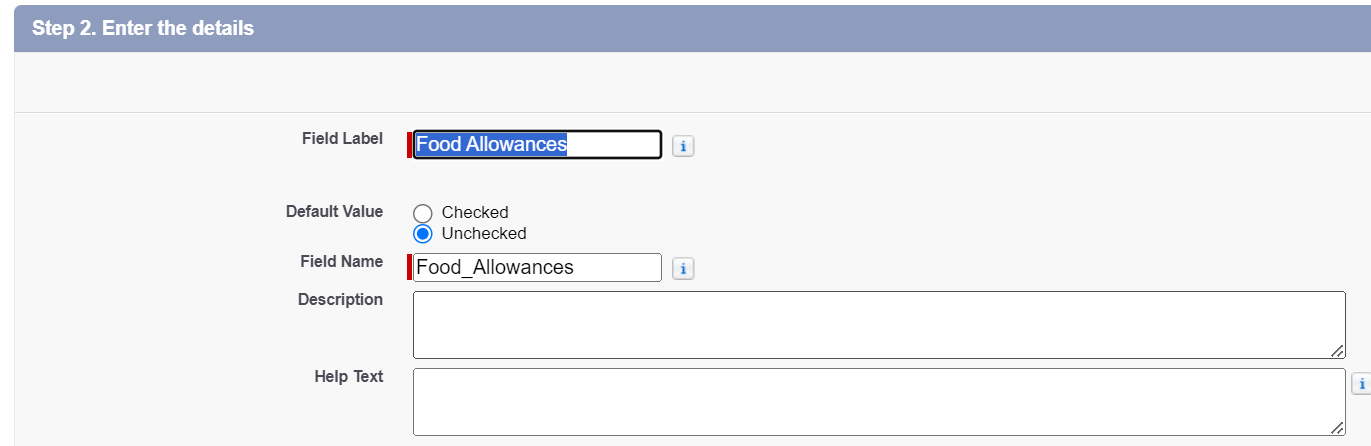 Step 2. Enter the details
Field Label
Food Allowances
i
Default Value
Checked
Unchecked
Field Name
Food_Allowances
i
Description
Help Text
i